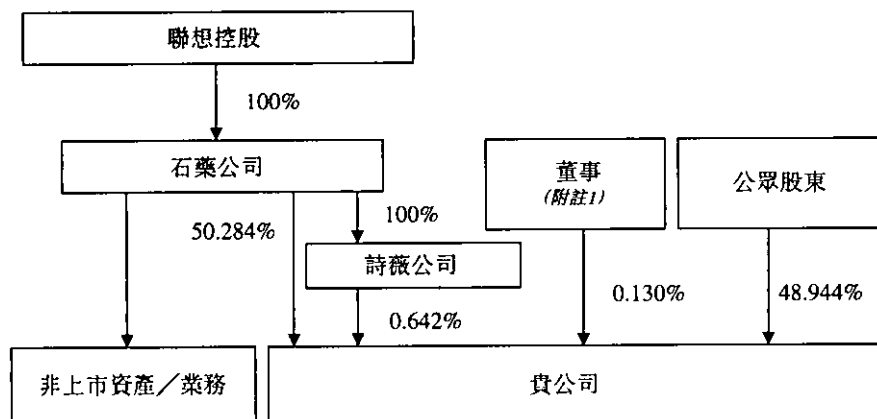 聯想控股
100%
石藥公司
董事
(附註1)
公眾股東
50.284%
100%
詩薇公司
0.642%
0.130%
48.944%
非上市資產／業務
貴公司